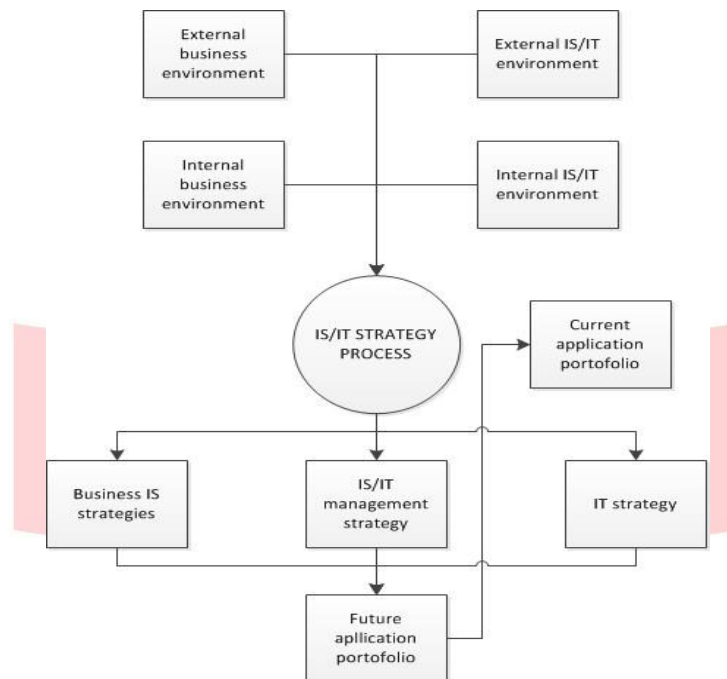 External
business
environment
External IS/IT
environment
Internal
business
environment
Internal IS/IT
environment
IS/IT STRATEGY
PROCESS
Current
application
portofolio
Business IS
strategies
IS/IT
management
strategy
IT strategy
Future
apllication
portofolio